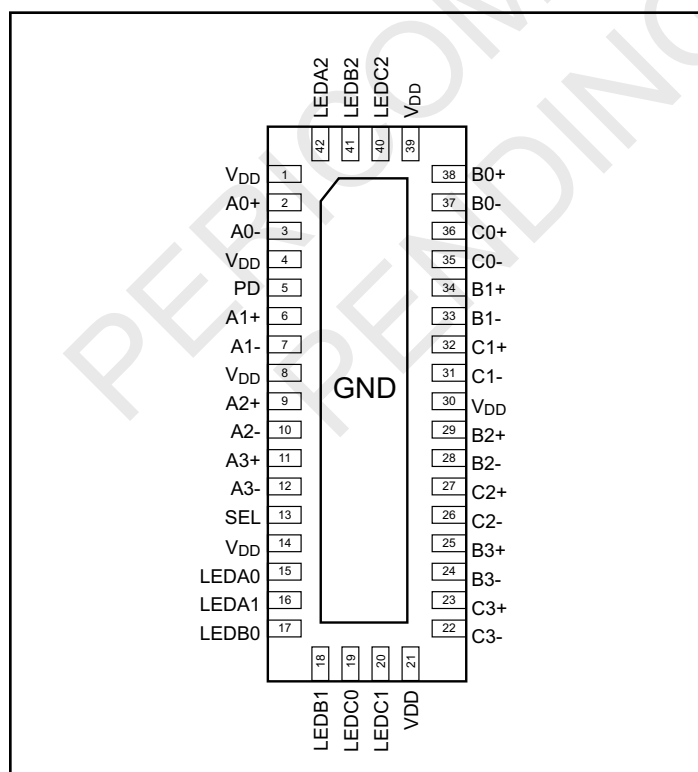 LEDA2
LEDB2
LEDC2
VDD
42
41
40
39
VDD 1
A0+ 2
A0- 3
VDD 4
PD 5
A1+ 6
A1- 7
VDD 8
A2+ 9
A2- 10
A3+ 11
A3- 12
SEL 13
VDD 14
LEDA0 15
LEDA1 16
LEDB0 17
GND
38 B0+
37 B0-
36 C0+
35 C0-
34 B1+
33 B1-
32 C1+
31 C1-
30 VDD
29 B2+
28 B2-
27 C2+
26 C2-
25 B3+
24 B3-
23 C3+
22 C3-
18
19
20
21
LEDB1
LEDC0
LEDC1
VDD
PERICOM
PENDING